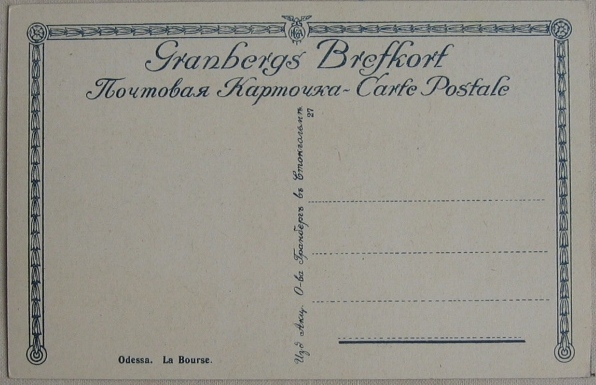 Granbergs Brefkort
Почтовая Карточка - Carte Postale
Изд Акц. О-ва Гранбергъ въ Стокгольмѣ
27
Odessa. La Bourse.